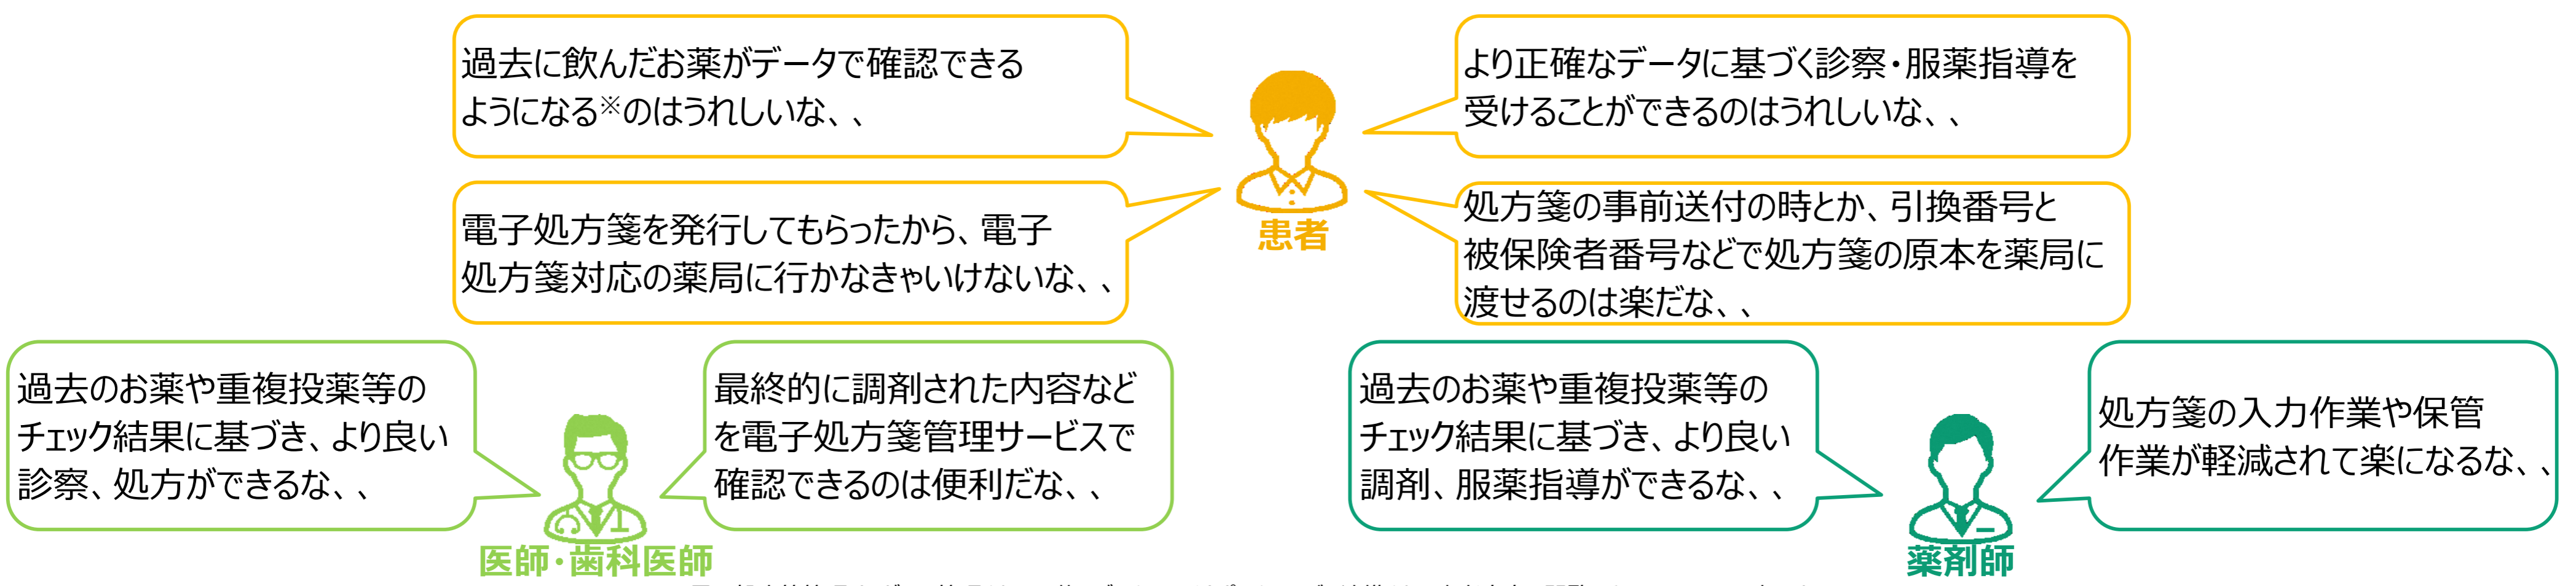 過去に飲んだお薬がデータで確認できる
ようになる※のはうれしいな、、
より正確なデータに基づく診察・服薬指導を
受けることができるのはうれしいな、、
電子処方箋を発行してもらったから、電子
処方箋対応の薬局に行かなきゃいけないな、、
処方箋の事前送付の時とか、引換番号と
被保険者番号などで処方箋の原本を薬局に
渡せるのは楽だな、、
患者
過去のお薬や重複投薬等の
チェック結果に基づき、より良い
診察、処方ができるな、、
最終的に調剤された内容など
を電子処方箋管理サービスで
確認できるのは便利だな、、
医師・歯科医師
過去のお薬や重複投薬等の
チェック結果に基づき、より良い
調剤、服薬指導ができるな、、
処方箋の入力作業や保管
作業が軽減されて楽になるな、、
薬剤師